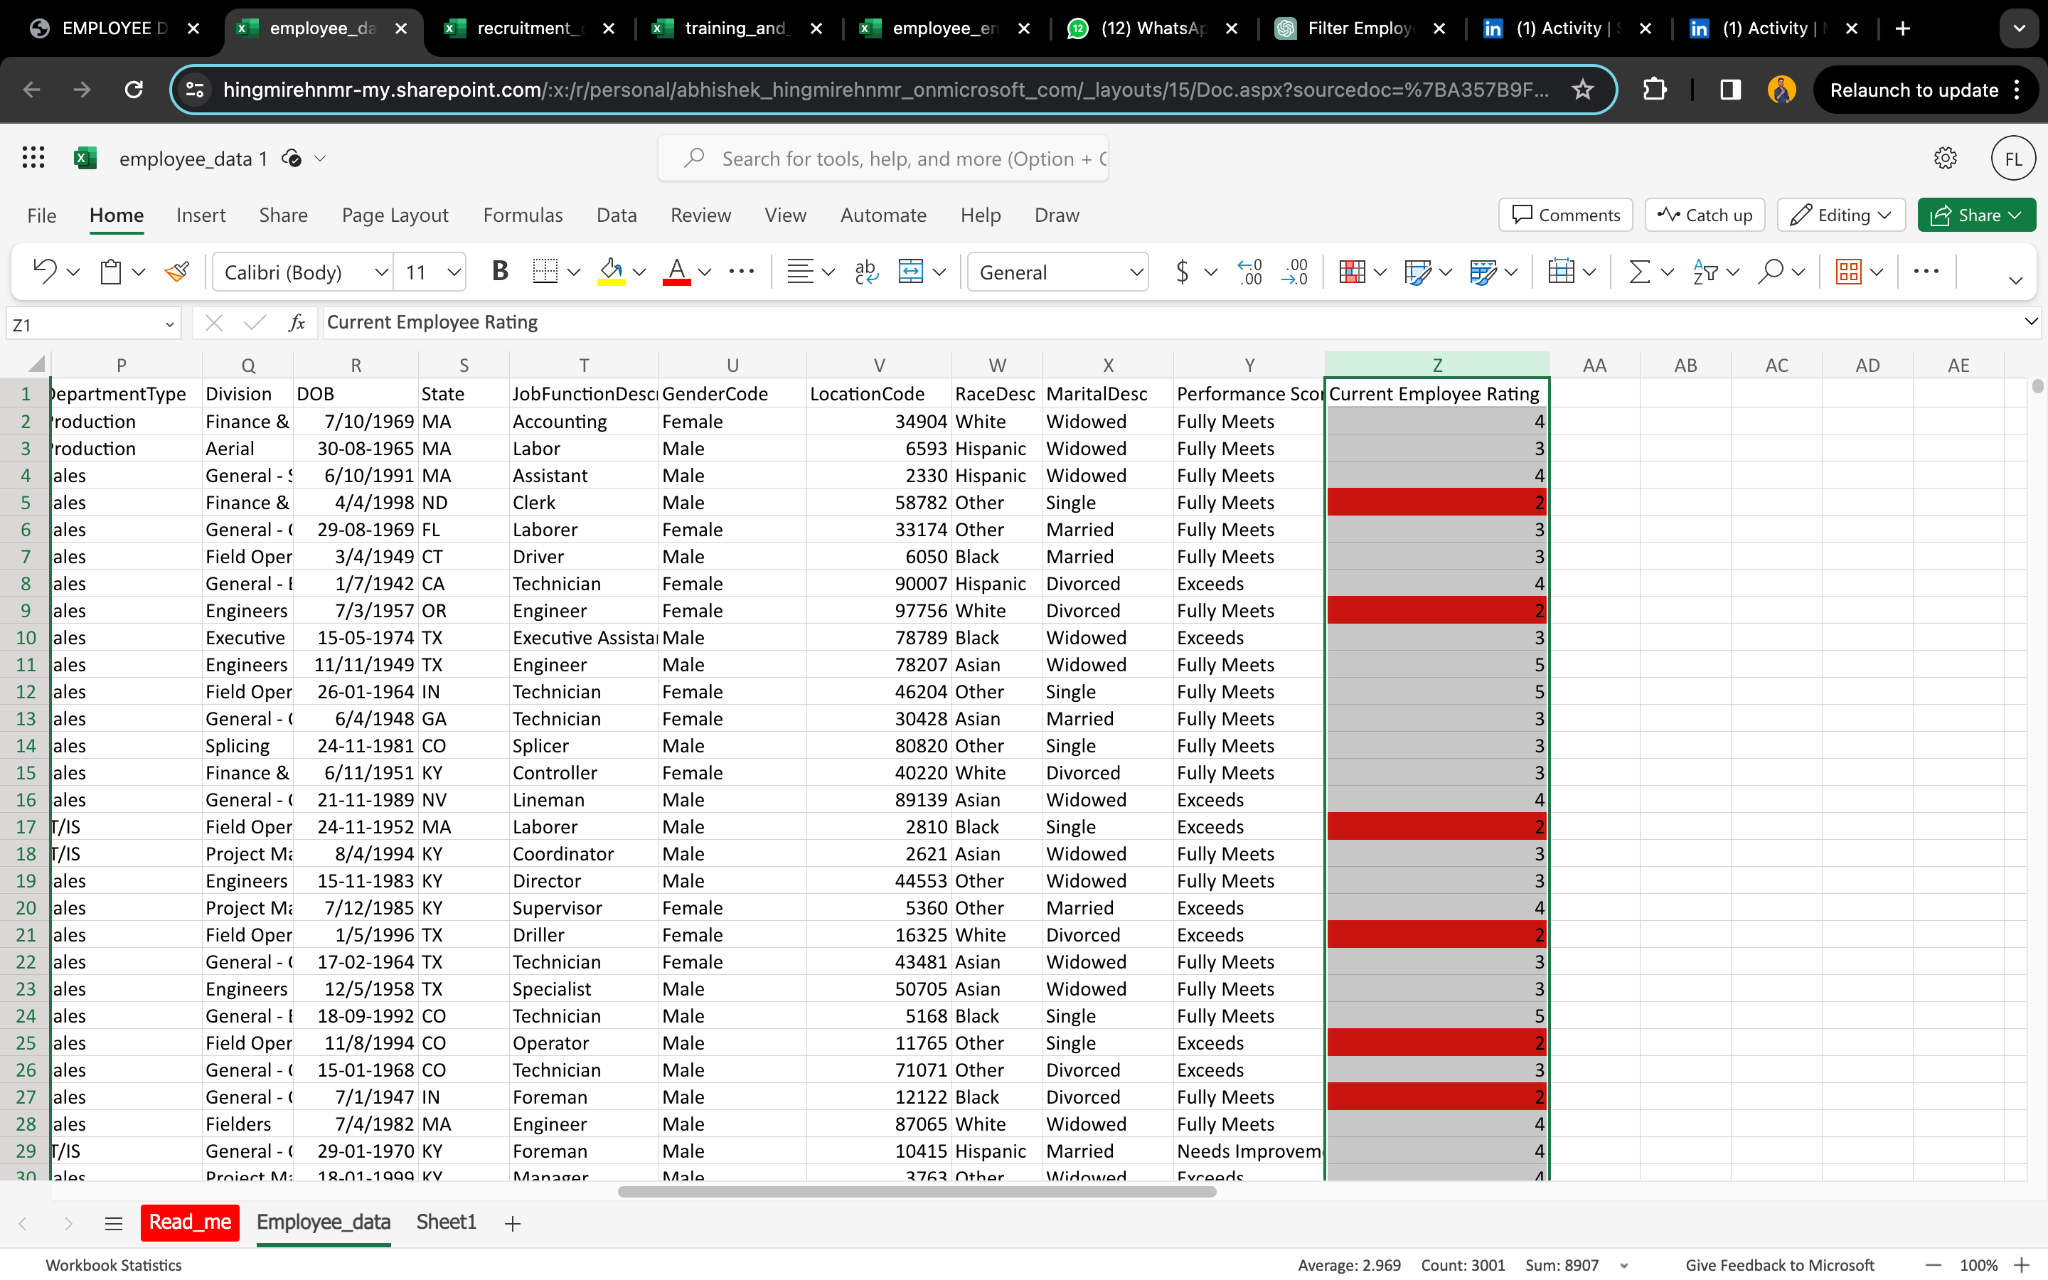 EMPLOYEE D
employee_da
recruitment_
training_and_
employee_en
(12) WhatsAp
Filter Employ
(1) Activity |
(1) Activity |
hingmirehnmr-my.sharepoint.com/:x:/r/personal/abhishek_hingmirehnmr_onmicrosoft_com/_layouts/15/Doc.aspx?sourcedoc=%7BA357B9F...
Relaunch to update
employee_data 1
Search for tools, help, and more (Option +
FL
File Home Insert Share Page Layout Formulas Data Review View Automate Help Draw
Comments Catch up Editing Share
Calibri (Body) 11 B A ab General $
Z1 fx Current Employee Rating
P Q R S T U V W X Y Z AA AB AC AD AE
1 DepartmentType Division DOB State JobFunctionDescr GenderCode LocationCode RaceDesc MaritalDesc Performance Scor Current Employee Rating
2 Production Finance & 7/10/1969 MA Accounting Female 34904 White Widowed Fully Meets 4
3 Production Aerial 30-08-1965 MA Labor Male 6593 Hispanic Widowed Fully Meets 3
4 ales General - S 6/10/1991 MA Assistant Male 2330 Hispanic Widowed Fully Meets 4
5 ales Finance & 4/4/1998 ND Clerk Male 58782 Other Single Fully Meets 2
6 ales General - 29-08-1969 FL Laborer Female 33174 Other Married Fully Meets 3
7 ales Field Oper 3/4/1949 CT Driver Male 6050 Black Married Fully Meets 3
8 ales General - 1/7/1942 CA Technician Female 90007 Hispanic Divorced Exceeds 4
9 ales Engineers 7/3/1957 OR Engineer Female 97756 White Divorced Fully Meets 2
10 ales Executive 15-05-1974 TX Executive Assista Male 78789 Black Widowed Exceeds 3
11 ales Engineers 11/11/1949 TX Engineer Male 78207 Asian Widowed Fully Meets 5
12 ales Field Oper 26-01-1964 IN Technician Female 46204 Other Single Fully Meets 5
13 ales General - 6/4/1948 GA Technician Female 30428 Asian Married Fully Meets 3
14 ales Splicing 24-11-1981 CO Splicer Male 80820 Other Single Fully Meets 3
15 ales Finance & 6/11/1951 KY Controller Female 40220 White Divorced Fully Meets 3
16 ales General - 21-11-1989 NV Lineman Male 89139 Asian Widowed Exceeds 4
17 T/IS Field Oper 24-11-1952 MA Laborer Male 2810 Black Single Exceeds 2
18 T/IS Project Ma 8/4/1994 KY Coordinator Male 2621 Asian Widowed Fully Meets 3
19 ales Engineers 15-11-1983 KY Director Male 44553 Other Widowed Fully Meets 3
20 ales Project Ma 7/12/1985 KY Supervisor Female 5360 Other Married Exceeds 4
21 ales Field Oper 1/5/1996 TX Driller Female 16325 White Divorced Exceeds 2
22 ales General - 17-02-1964 TX Technician Female 43481 Asian Widowed Fully Meets 3
23 ales Engineers 12/5/1958 TX Specialist Male 50705 Asian Widowed Fully Meets 3
24 ales General - 18-09-1992 CO Technician Male 5168 Black Single Fully Meets 5
25 ales Field Oper 11/8/1994 CO Operator Male 11765 Other Single Exceeds 2
26 ales General - 15-01-1968 CO Technician Male 71071 Other Divorced Exceeds 3
27 ales General - 7/1/1947 IN Foreman Male 12122 Black Divorced Fully Meets 2
28 ales Fielders 7/4/1982 MA Engineer Male 87065 White Widowed Fully Meets 4
29 T/IS General - 29-01-1970 KY Foreman Male 10415 Hispanic Married Needs Improvem 4
30 ales Project Ma 18-01-1999 KY Manager Male 3763 Other Widowed Exceeds 4
Read_me Employee_data Sheet1
Workbook Statistics Average: 2.969 Count: 3001 Sum: 8907 Give Feedback to Microsoft 100%